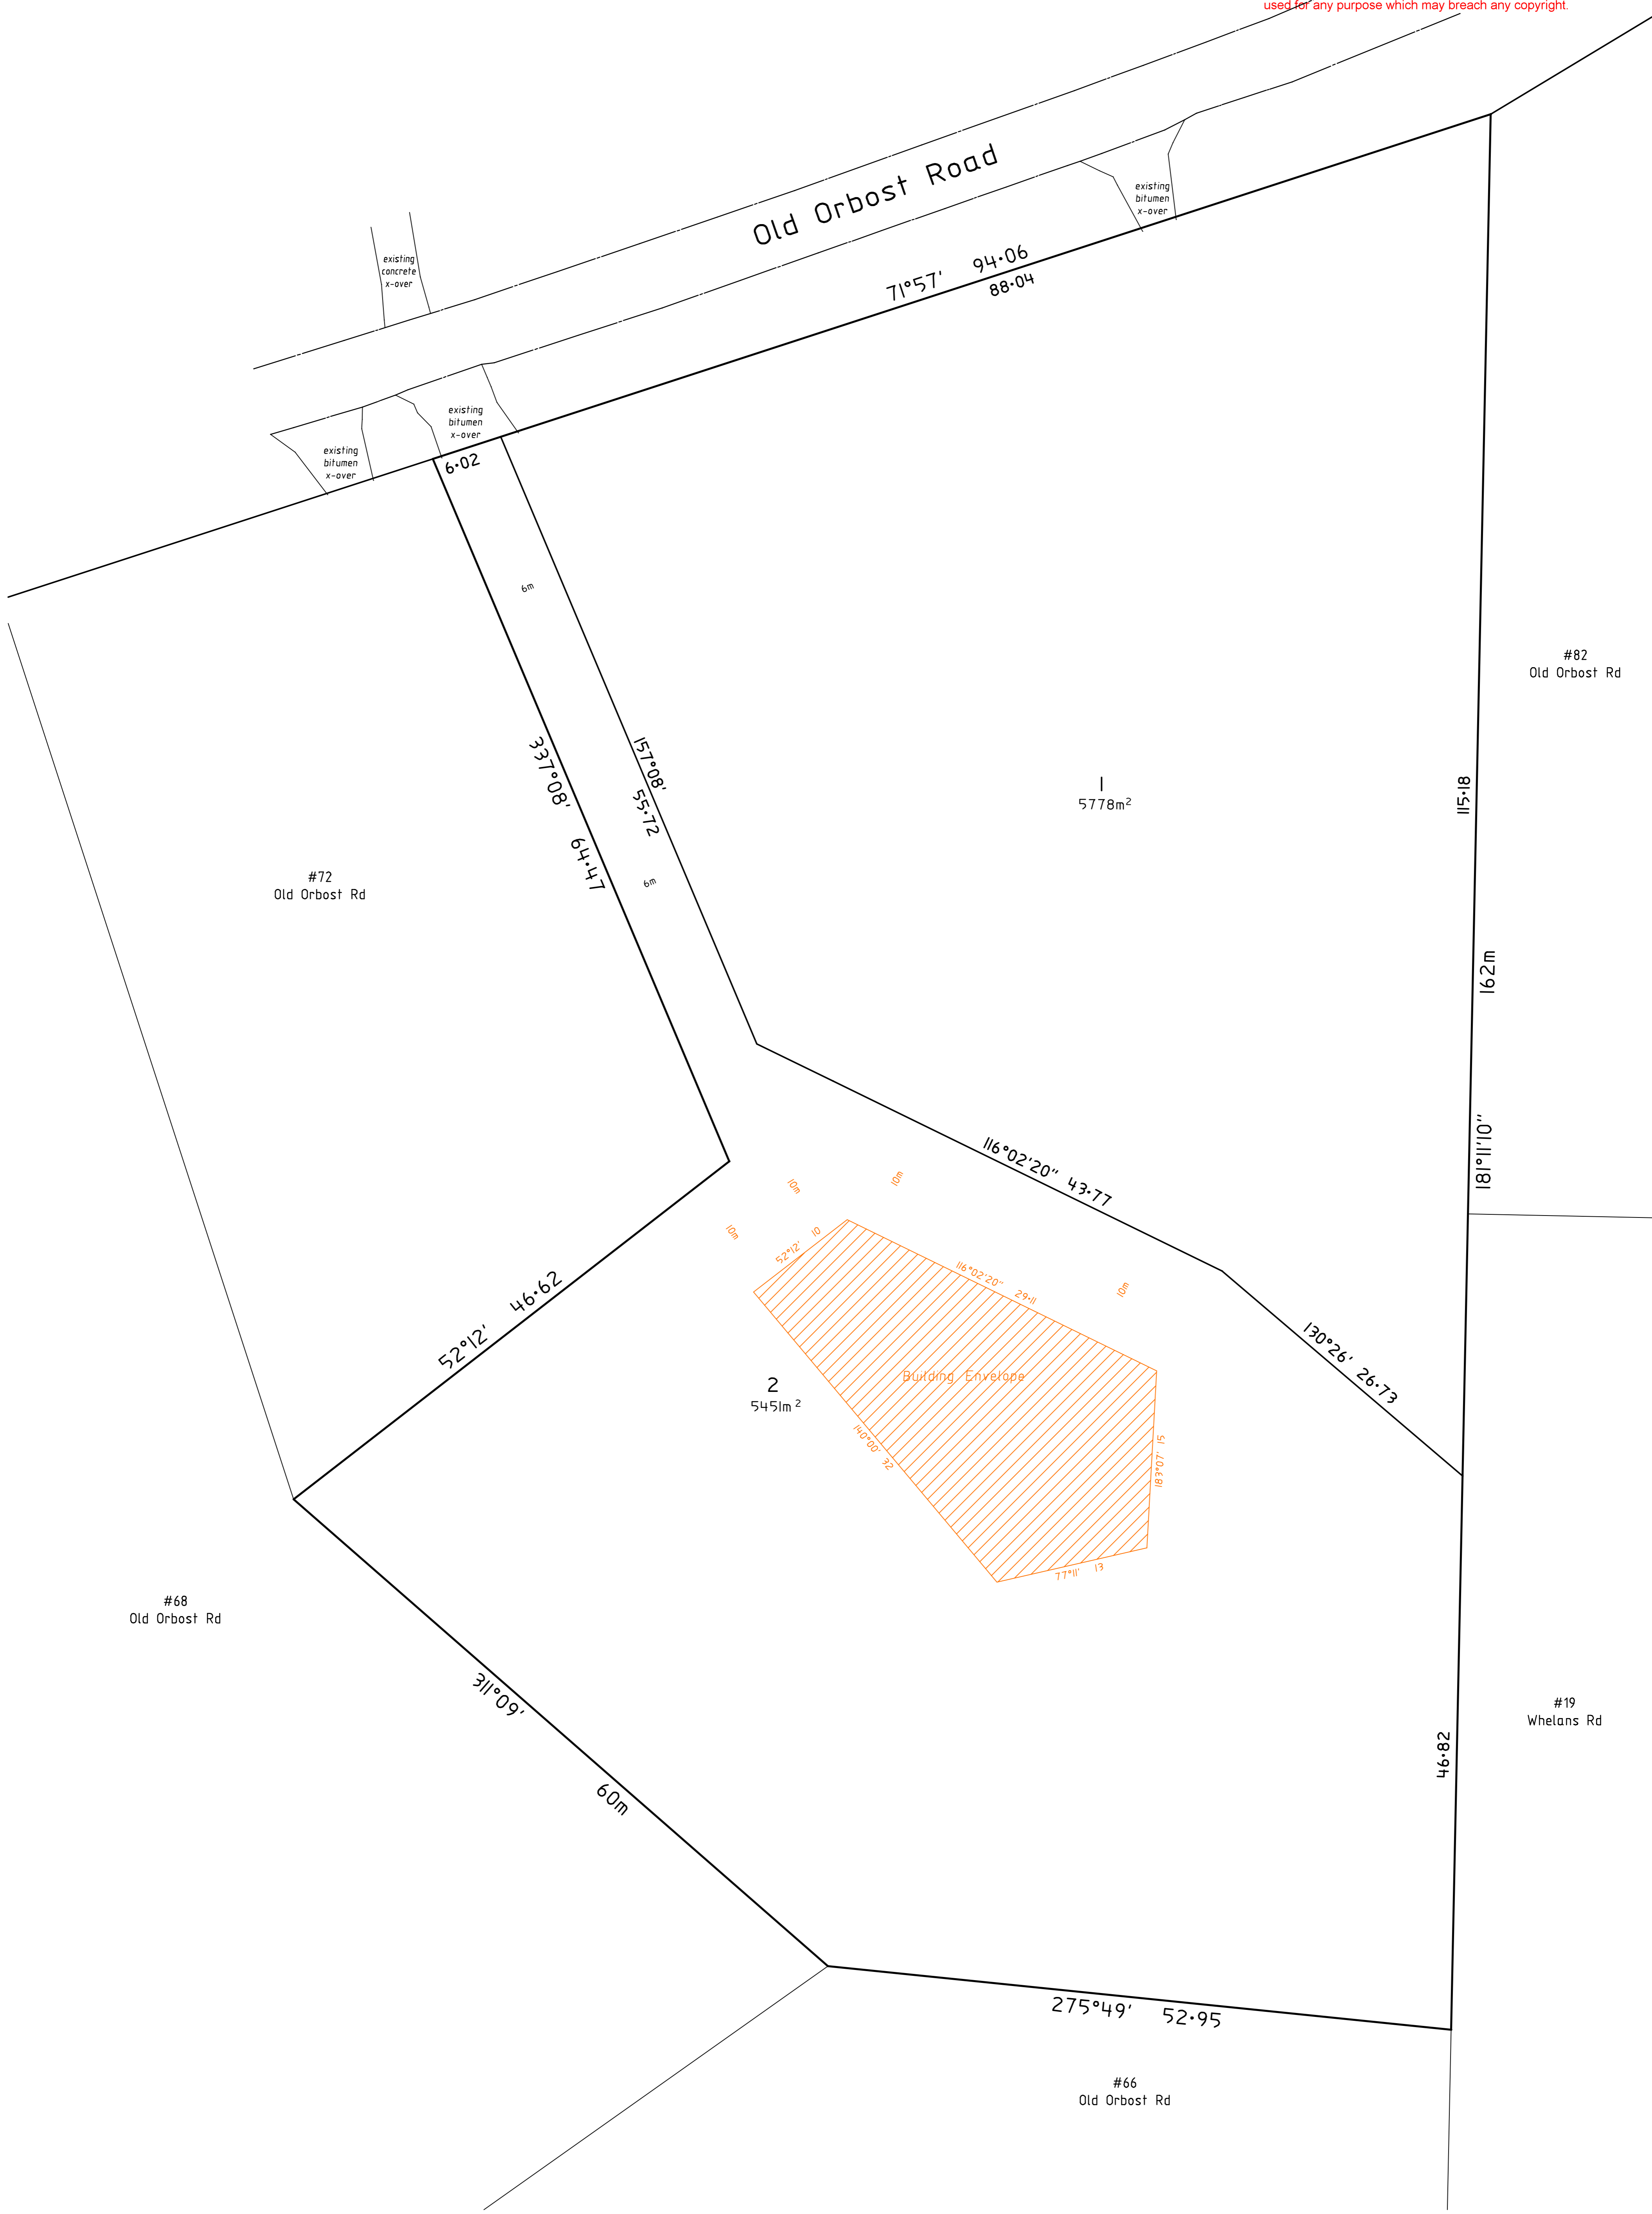 used for any purpose which may breach any copyright.
Old Orbost Road
existing
bitumen
x-over
existing
concrete
x-over
71°57' 94·06
88·04
existing
bitumen
x-over
existing
bitumen
x-over
6·02
6m
#82
Old Orbost Rd
337°08' 64·47
157°08' 55·72
1
5778m²
115·18
#72
Old Orbost Rd
6m
162m
181°11'10"
116°02'20" 43·77
10m
10m
10m
52°12' 10
116°02'20" 29·11
10m
52°12' 46·62
130°26' 26·73
Building Envelope
2
5451m²
140°00' 32
183°07' 15
77°11' 13
#68
Old Orbost Rd
311°09' 60m
#19
Whelans Rd
46·82
275°49' 52·95
#66
Old Orbost Rd